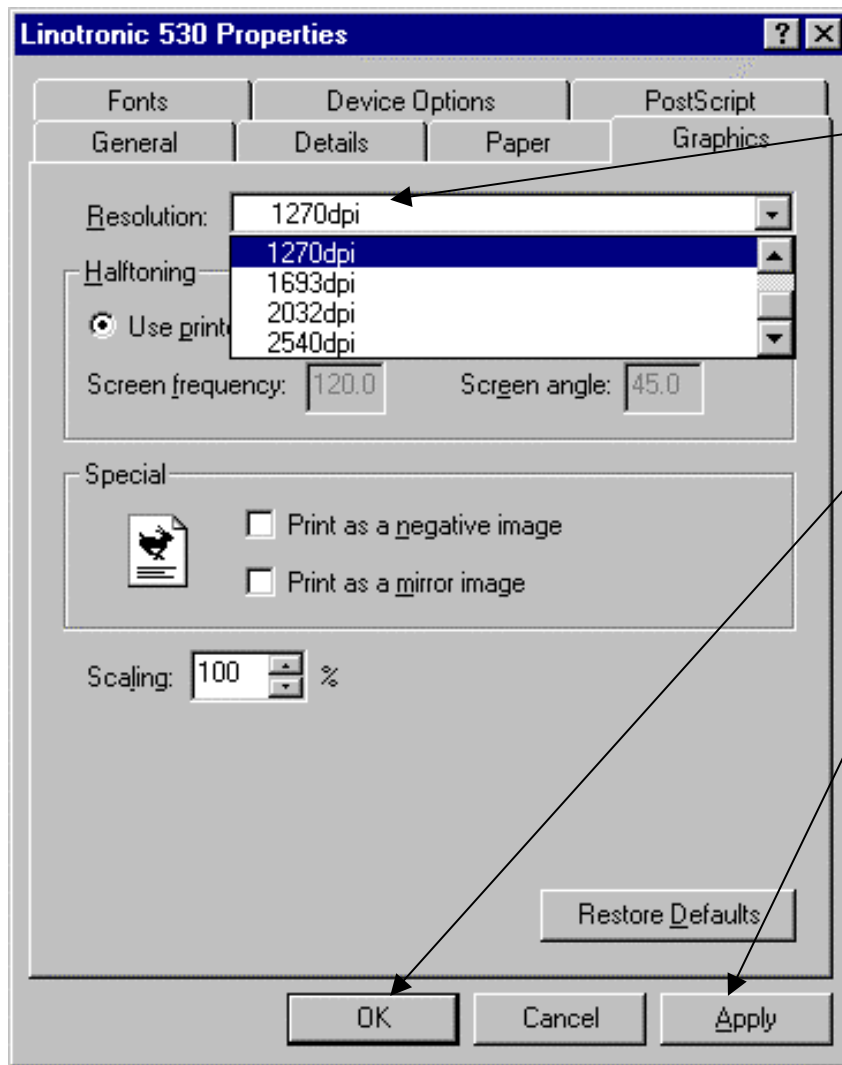 Linotronic 530 Properties
Fonts Device Options PostScript
General Details Paper Graphics
Resolution: 1270dpi
1270dpi
1693dpi
2032dpi
2540dpi
Halftoning
Use printe
Screen frequency: 120.0 Screen angle: 45.0
Special
Print as a negative image
Print as a mirror image
Scaling: 100 %
Restore Defaults
OK Cancel Apply